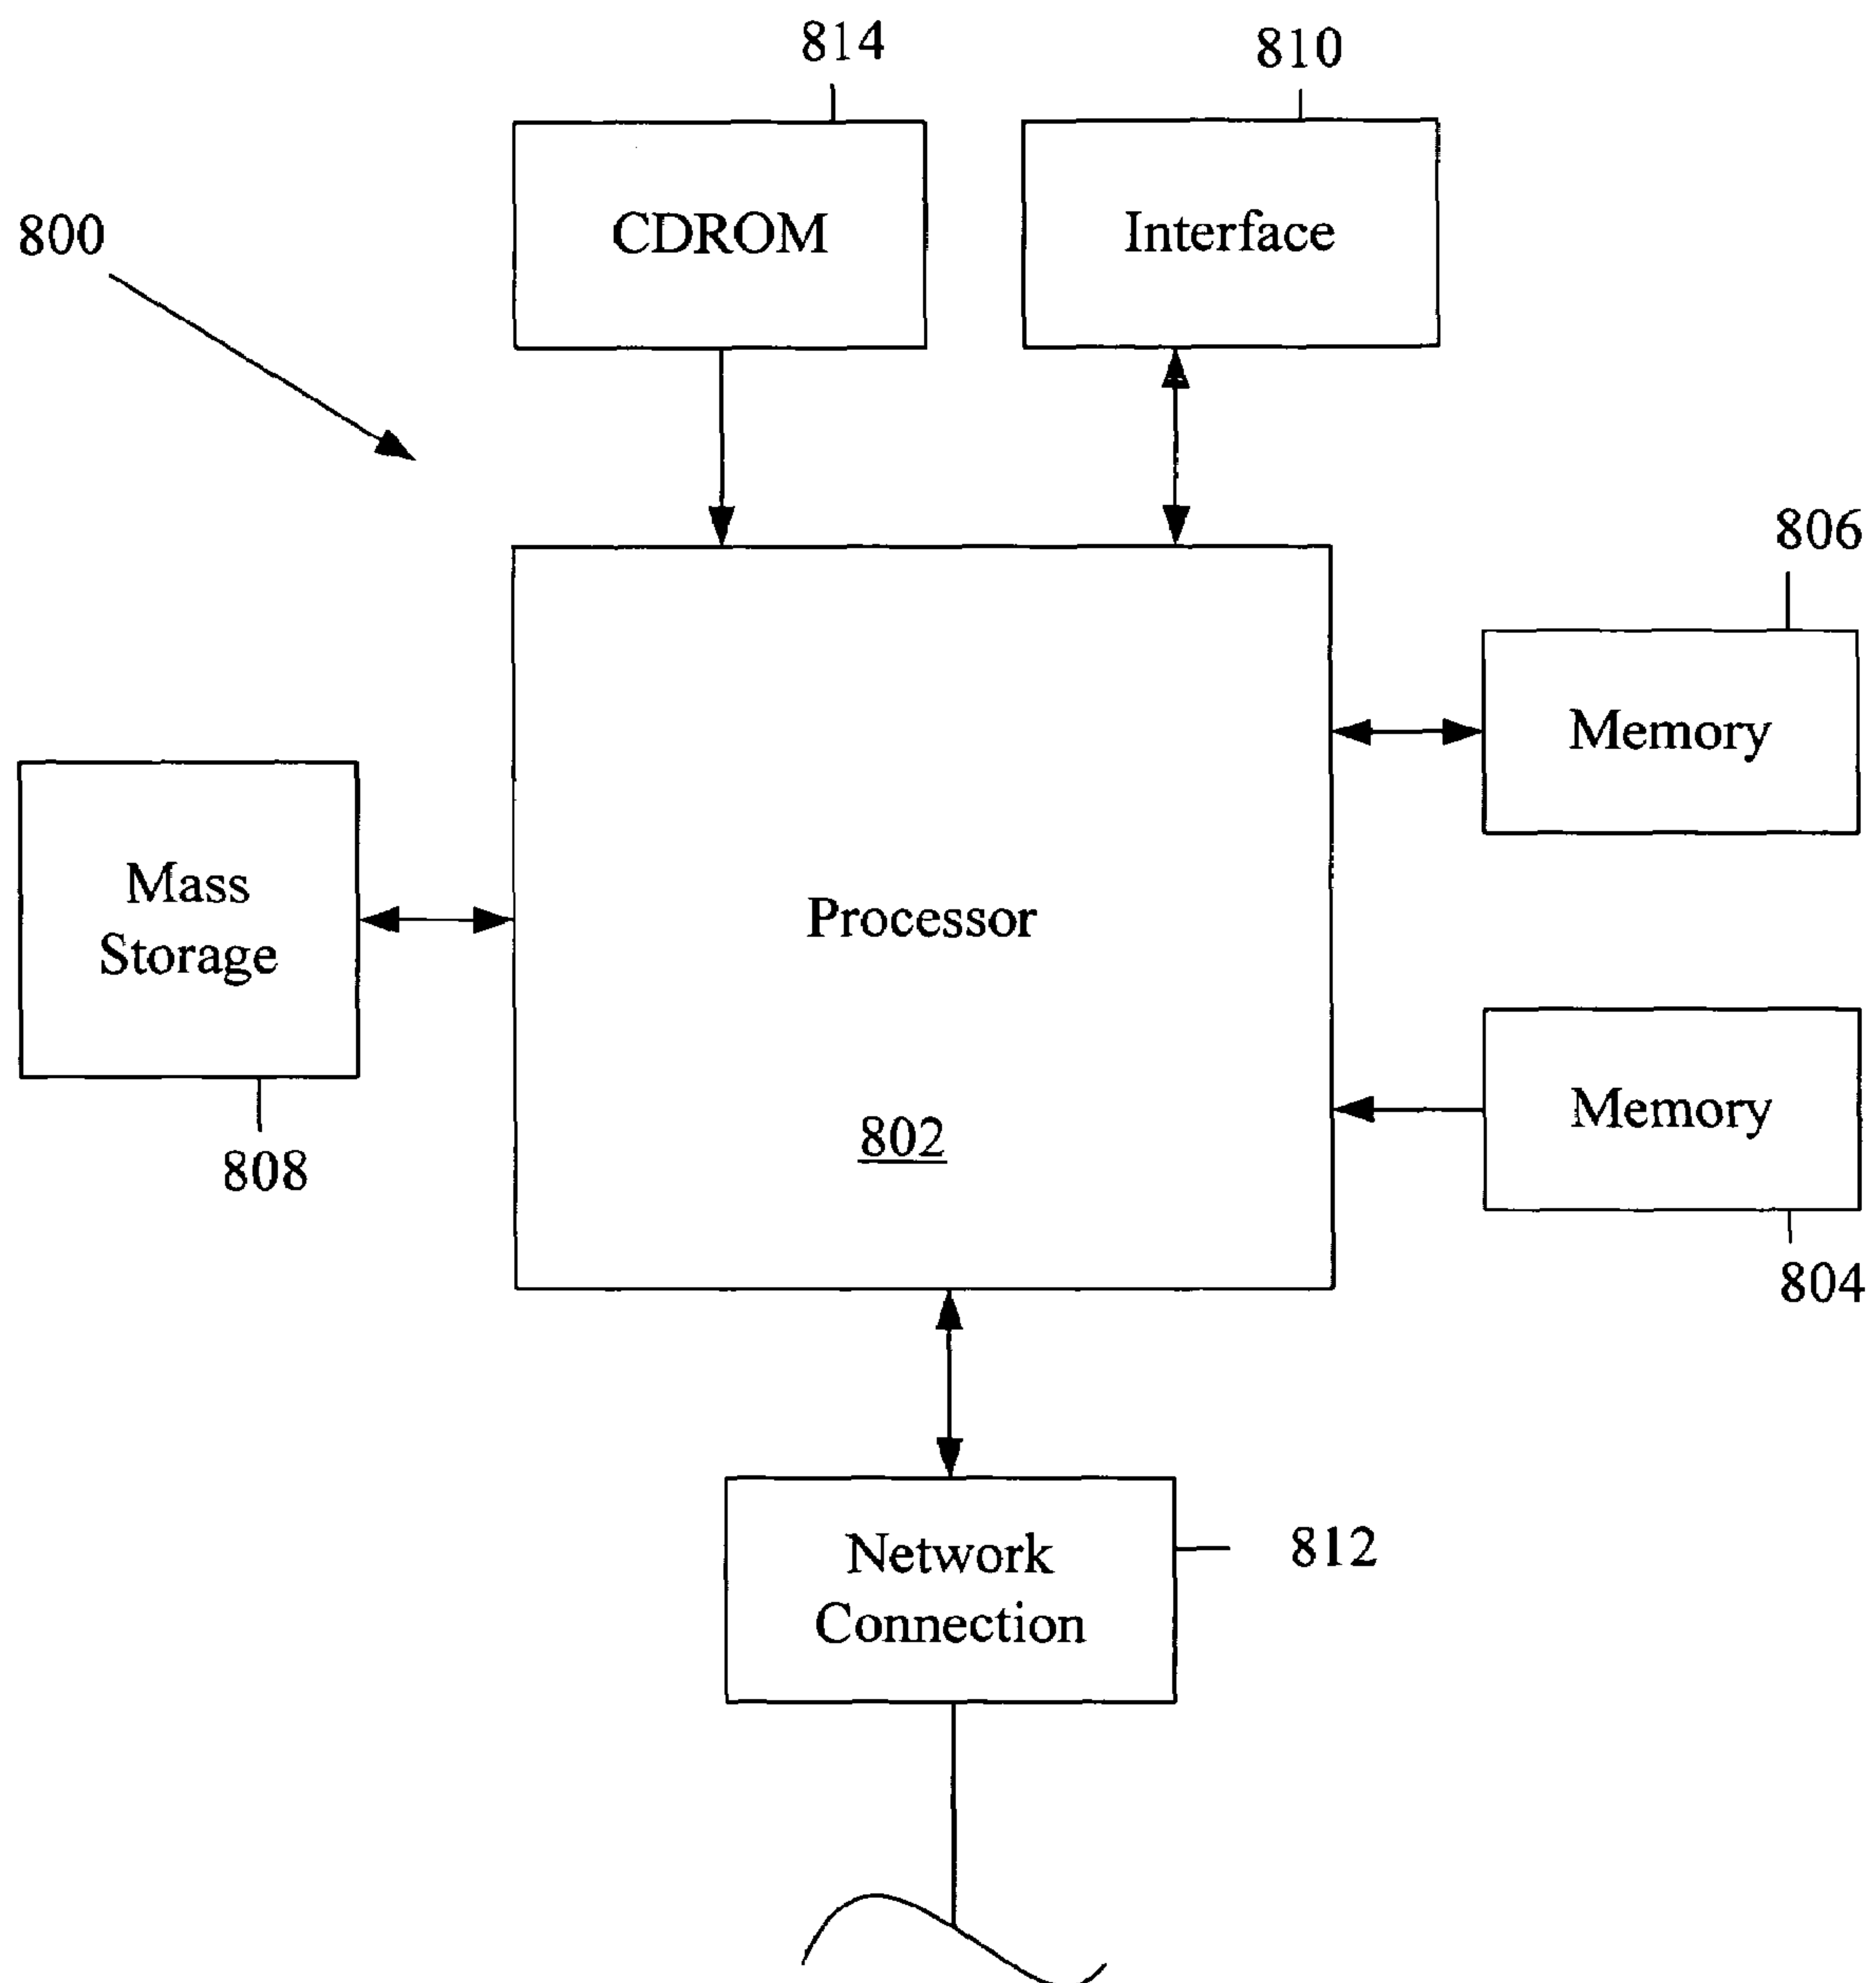 814
810
800
CDROM
Interface
806
Memory
Mass
Storage
Processor
Memory
802
808
804
Network
Connection
812